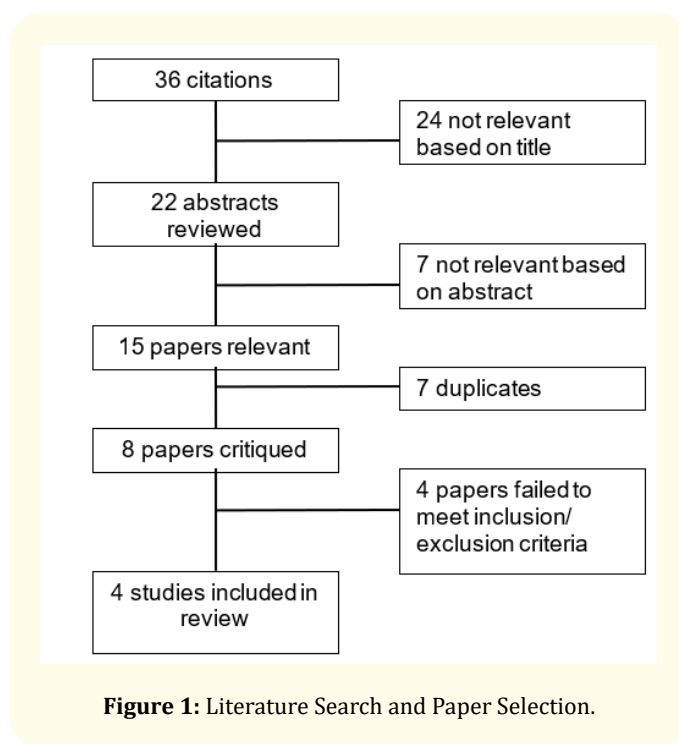 36 citations
24 not relevant
based on title
22 abstracts
reviewed
7 not relevant based
on abstract
15 papers relevant
7 duplicates
8 papers critiqued
4 papers failed to
meet inclusion/
exclusion criteria
4 studies included in
review
Figure 1: Literature Search and Paper Selection.